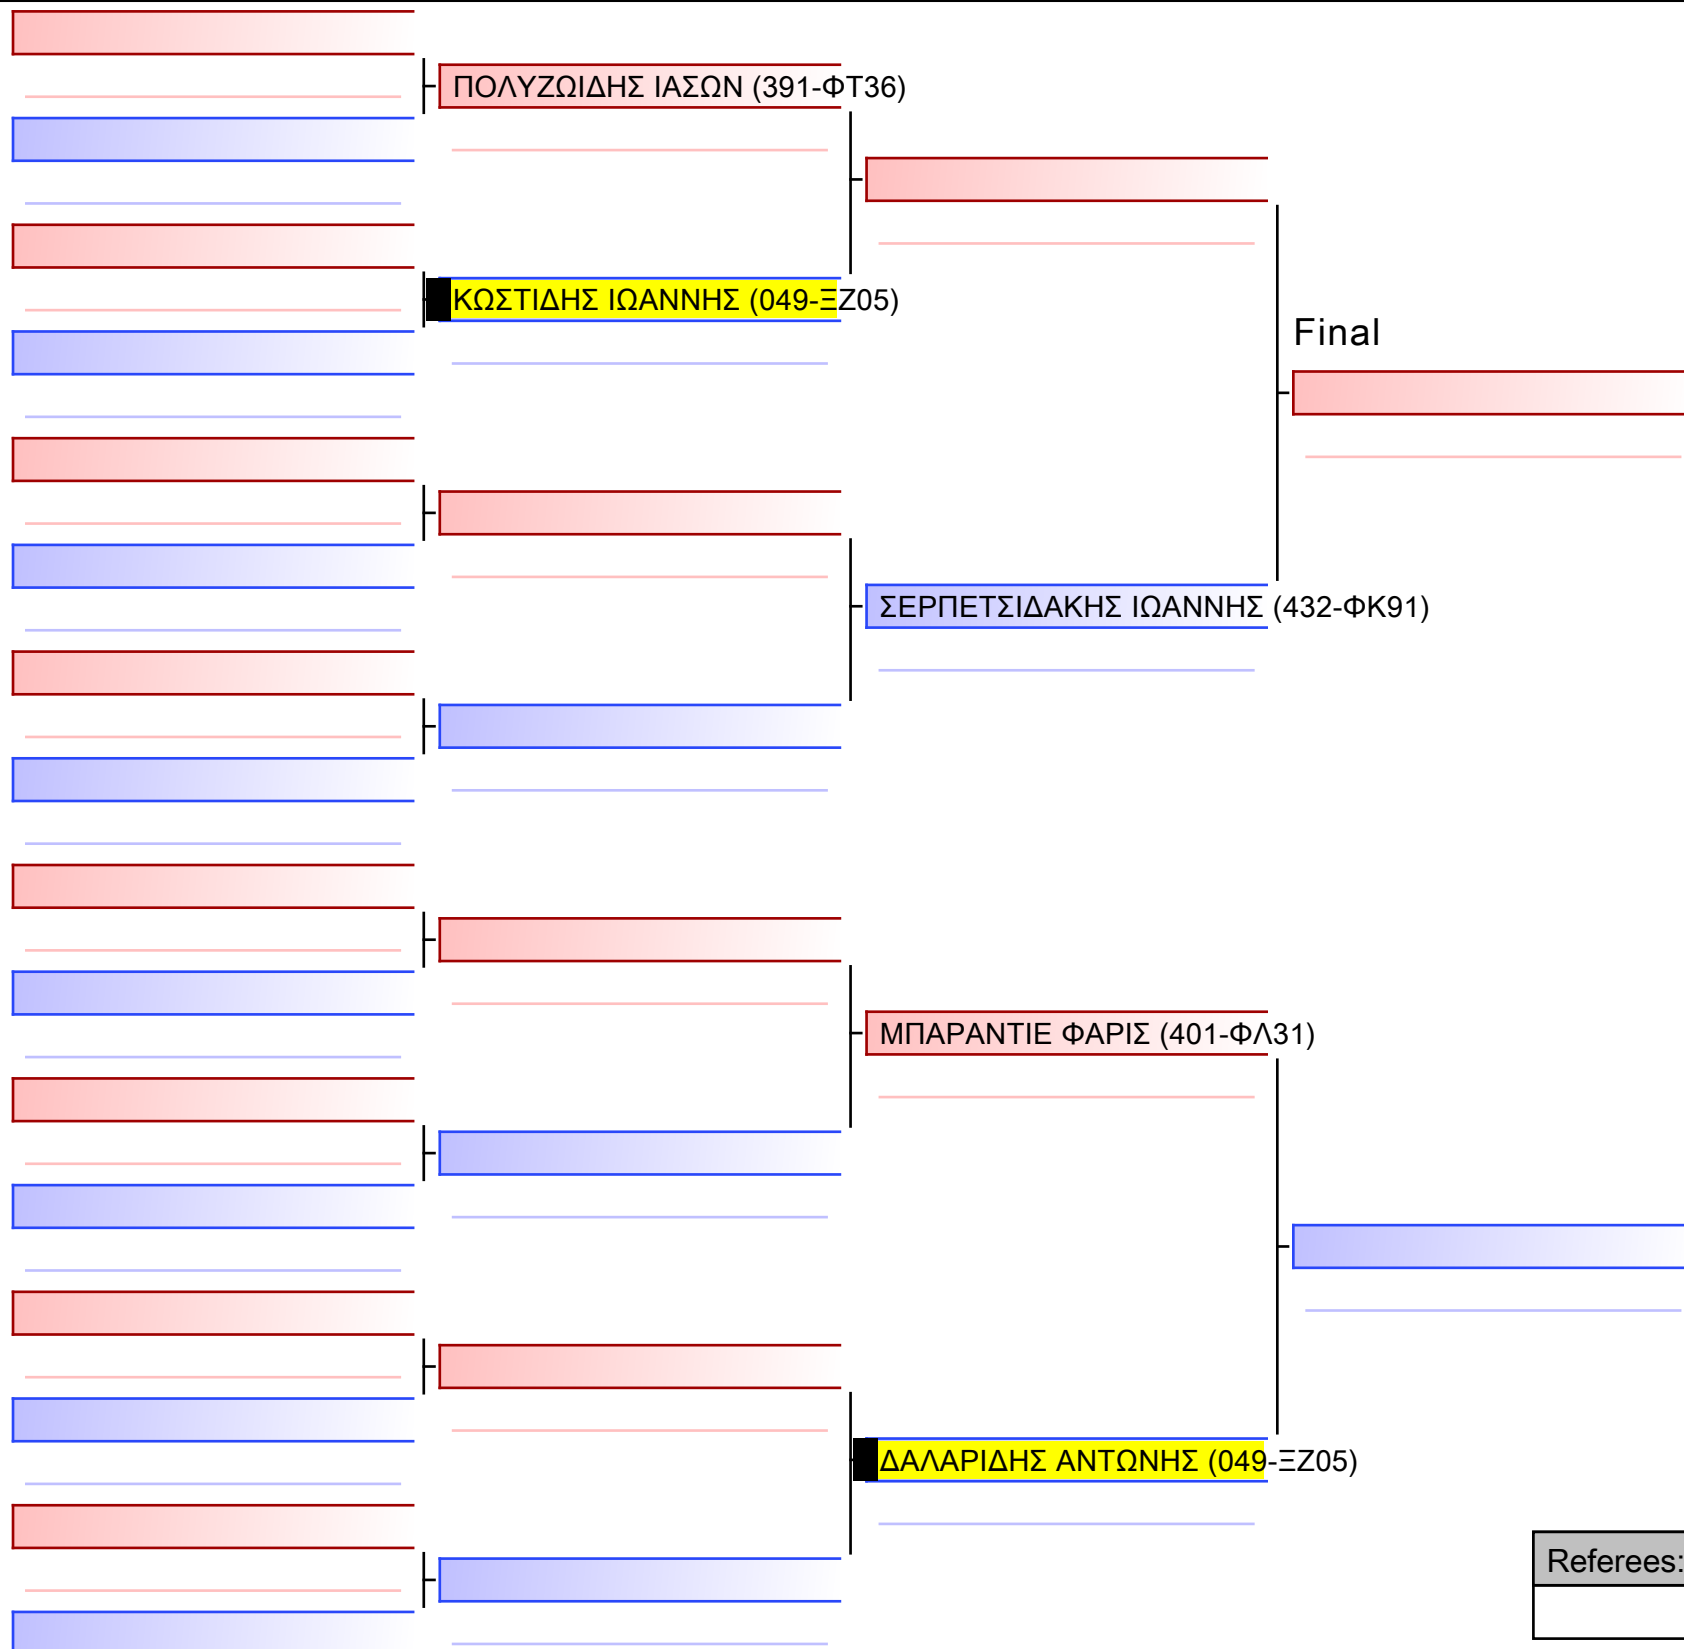 ΠΟΛΥΖΩΙΔΗΣ ΙΑΣΩΝ (391-ΦΤ36)
ΚΩΣΤΙΔΗΣ ΙΩΑΝΝΗΣ (049-ΞΖ05)
Final
ΣΕΡΠΕΤΣΙΔΑΚΗΣ ΙΩΑΝΝΗΣ (432-ΦΚ91)
ΜΠΑΡΑΝΤΙΕ ΦΑΡΙΣ (401-ΦΛ31)
ΔΑΛΑΡΙΔΗΣ ΑΝΤΩΝΗΣ (049-ΞΖ05)
Referees: